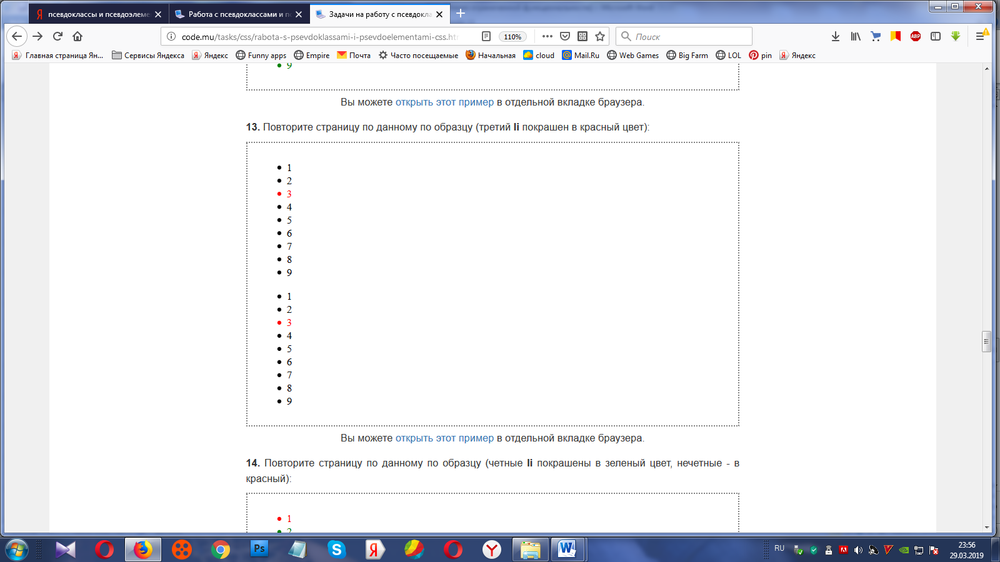 псевдоклассы и псевдоэлеме
Работа с псевдоклассами и п
Задачи на работу с псевдокла
code.mu/tasks/css/rabota-s-psevdoklassami-i-psevdoelementami-css.htm
110%
Поиск
ABP
Главная страница Ян...
Сервисы Яндекса
Яндекс
Funny apps
Empire
Почта
Часто посещаемые
Начальная
cloud
Mail.Ru
Web Games
Big Farm
LOL
pin
Яндекс
9
Вы можете открыть этот пример в отдельной вкладке браузера.
13. Повторите страницу по данному по образцу (третий li покрашен в красный цвет):
1
2
3
4
5
6
7
8
9
1
2
3
4
5
6
7
8
9
Вы можете открыть этот пример в отдельной вкладке браузера.
14. Повторите страницу по данному по образцу (четные li покрашены в зеленый цвет, нечетные - в
красный):
1
2
Ps
RU
23:56
29.03.2019